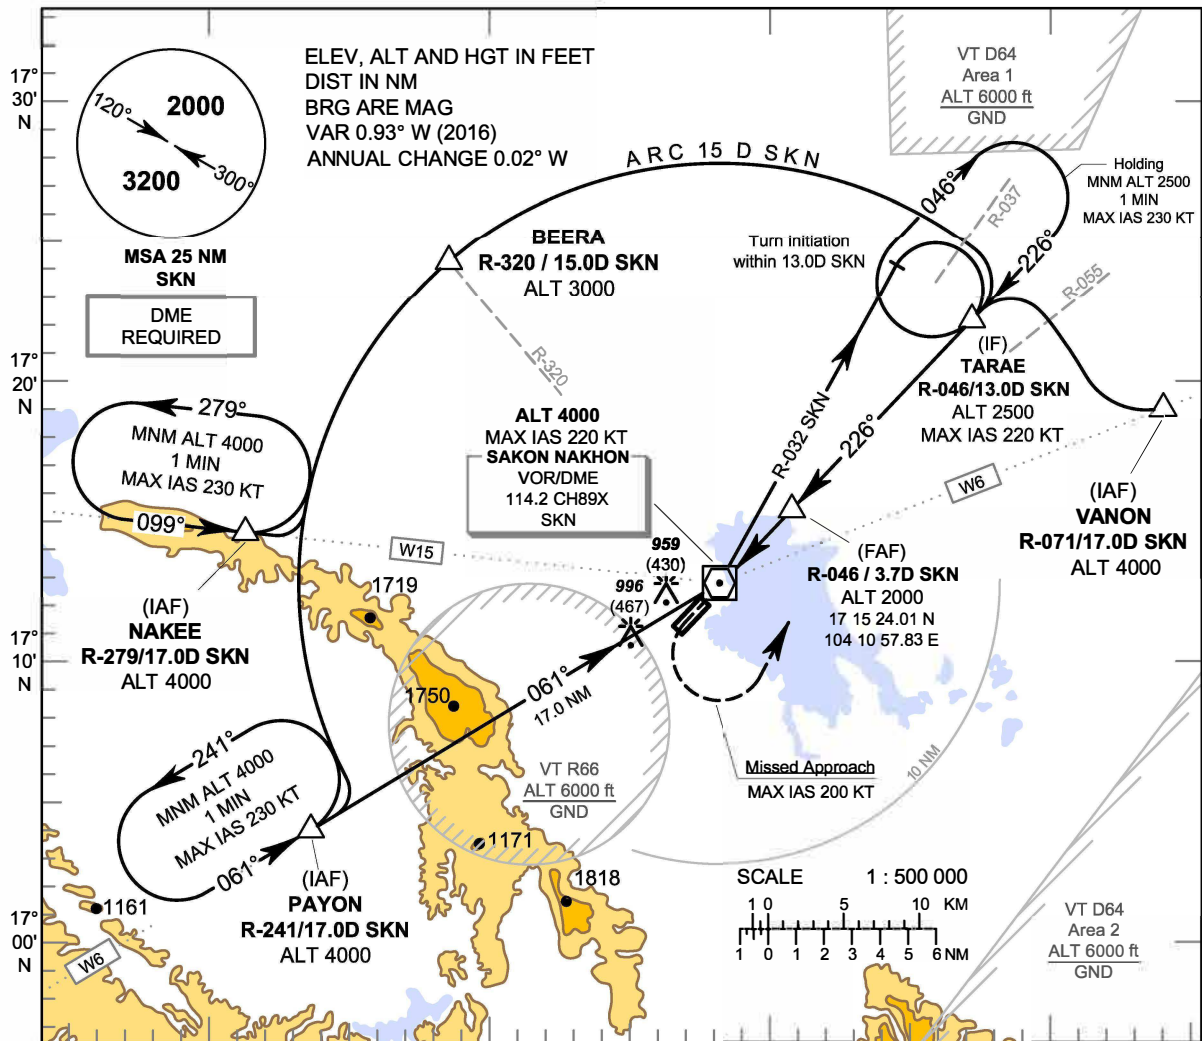 ELEV, ALT AND HGT IN FEET
DIST IN NM
BRG ARE MAG
VAR 0.93° W (2016)
ANNUAL CHANGE 0.02° W
17°
30'
N
120°
2000
3200
300°
MSA 25 NM
SKN
DME
REQUIRED
VT D64
Area 1
ALT 6000 ft
GND
ARC 15 D SKN
046°
R-037
Holding
MNM ALT 2500
1 MIN
MAX IAS 230 KT
226°
R-055
Turn Initiation
within 13.0D SKN
BEERA
R-320 / 15.0D SKN
ALT 3000
R-320
17°
20'
N
(IF)
TARAE
R-046/13.0D SKN
ALT 2500
MAX IAS 220 KT
279°
MNM ALT 4000
1 MIN
MAX IAS 230 KT
099°
ALT 4000
MAX IAS 220 KT
SAKON NAKHON
VOR/DME
114.2 CH89X
SKN
R-032 SKN
226°
W6
(IAF)
VANON
R-071/17.0D SKN
ALT 4000
W15
959
(430)
996
(467)
(FAF)
R-046 / 3.7D SKN
ALT 2000
17 15 24.01 N
104 10 57.83 E
(IAF)
NAKEE
R-279/17.0D SKN
ALT 4000
1719
17°
10'
N
1750
061°
17.0 NM
241°
MNM ALT 4000
1 MIN
MAX IAS 230 KT
061°
VT R66
ALT 6000 ft
GND
Missed Approach
MAX IAS 200 KT
10 NM
1171
(IAF)
PAYON
R-241/17.0D SKN
ALT 4000
1818
1161
17°
00'
N
W6
SCALE 1 : 500 000
1 0 5 10 KM
1 0 1 2 3 4 5 6 NM
VT D64
Area 2
ALT 6000 ft
GND